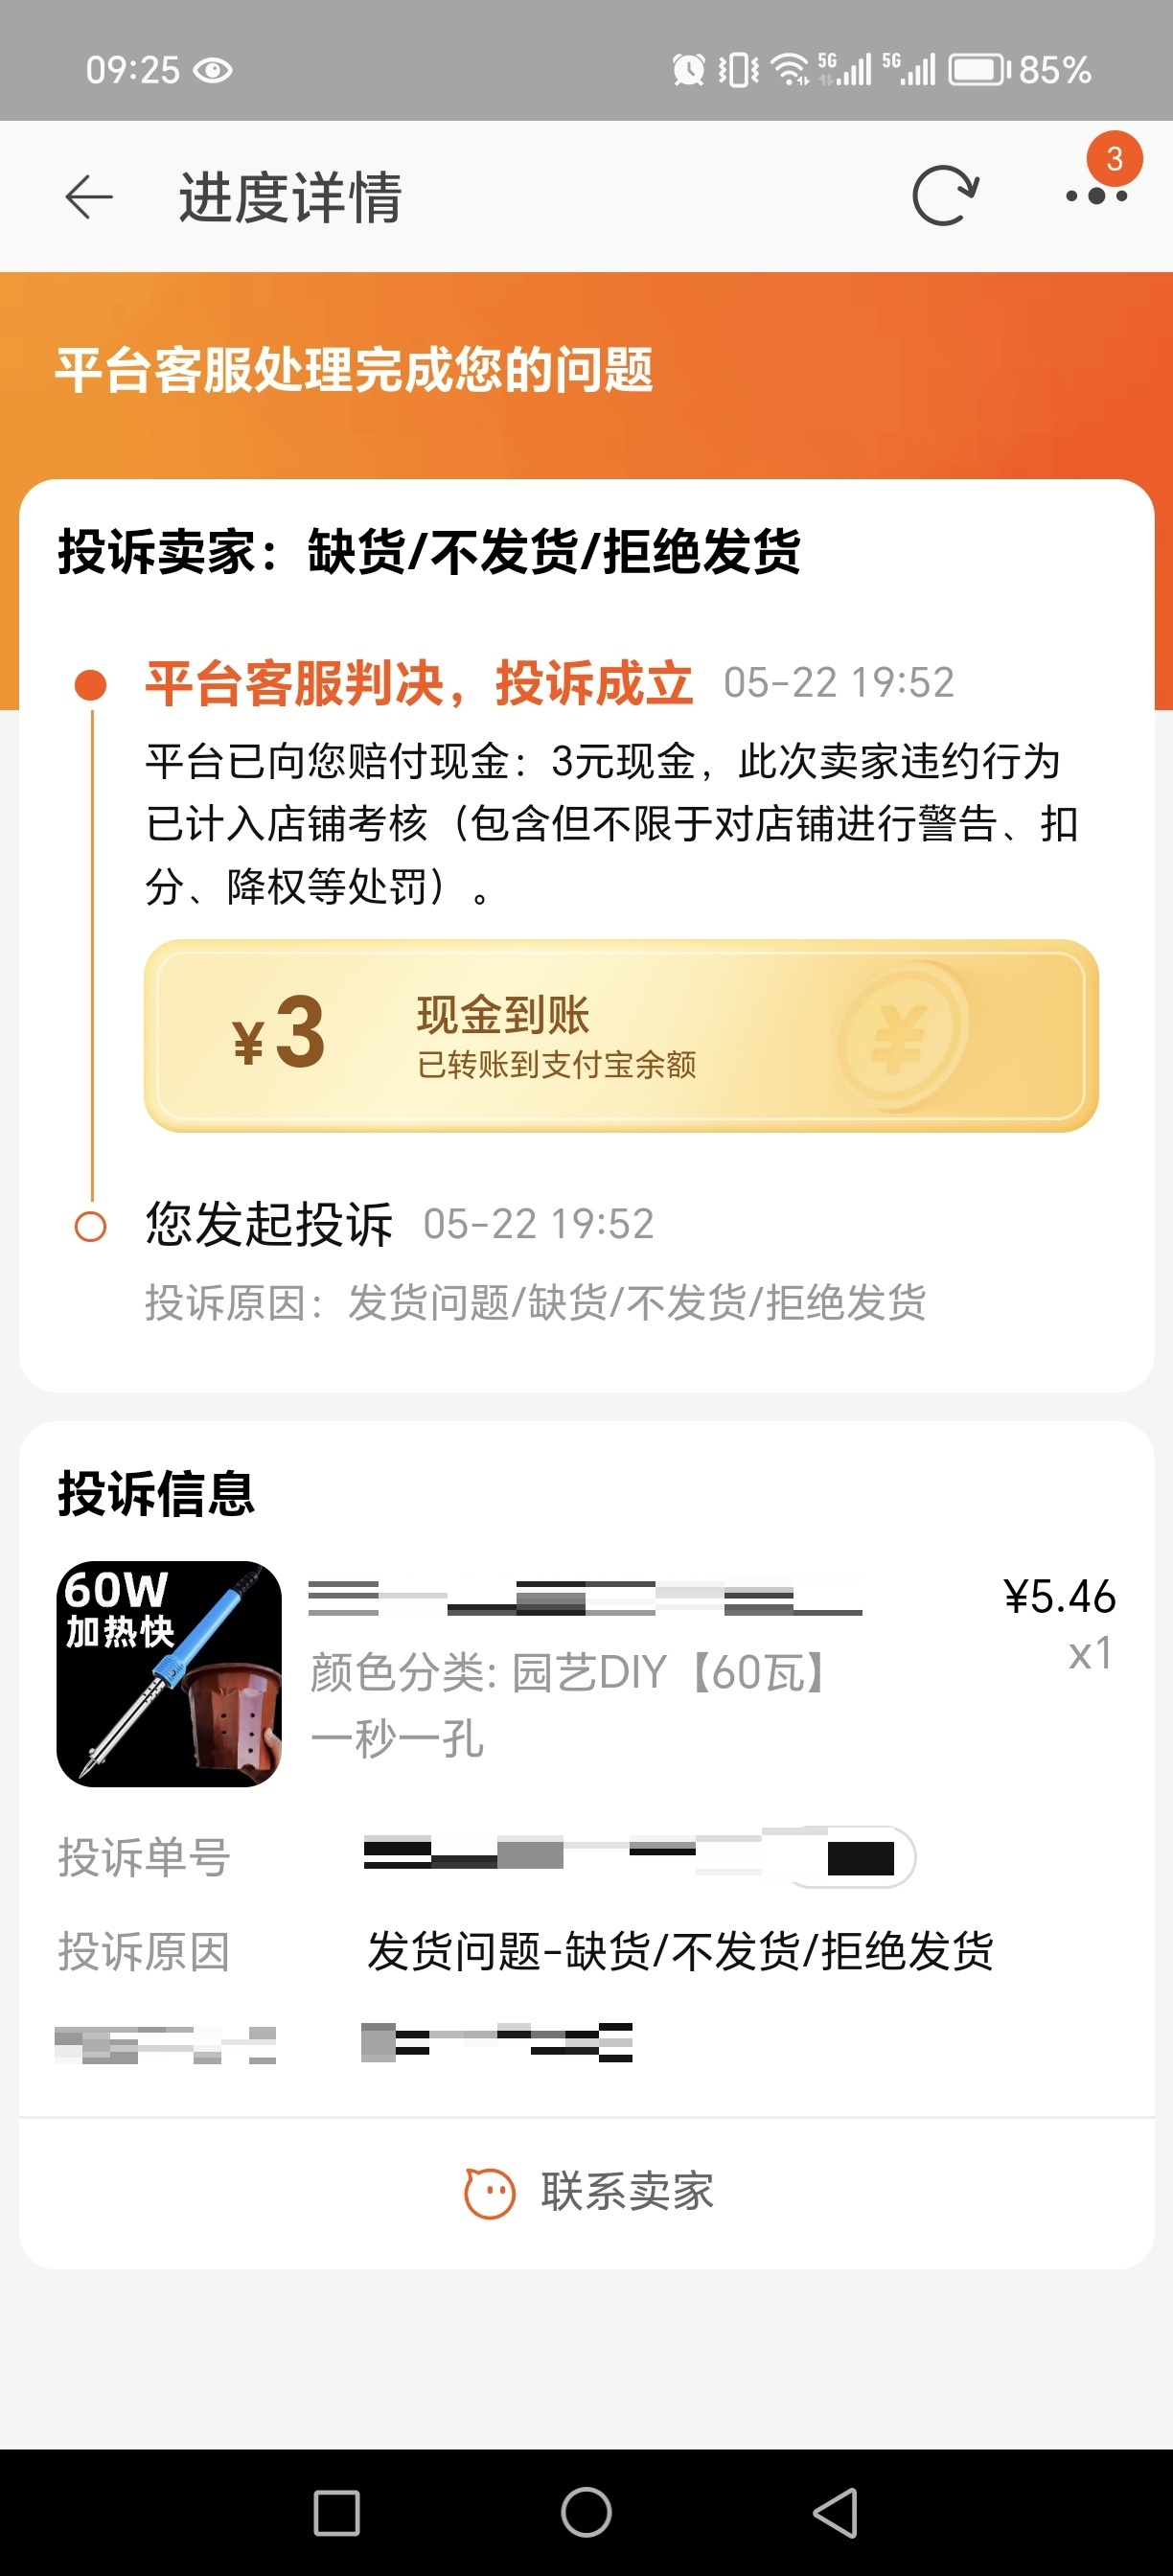 09:25
5G 5G 85%
进度详情
3
平台客服处理完成您的问题
投诉卖家：缺货/不发货/拒绝发货
平台客服判决，投诉成立 05-22 19:52
平台已向您赔付现金：3元现金，此次卖家违约行为
已计入店铺考核（包含但不限于对店铺进行警告、扣
分、降权等处罚）。
¥3 现金到账
已转账到支付宝余额
¥
您发起投诉 05-22 19:52
投诉原因：发货问题/缺货/不发货/拒绝发货
投诉信息
60W
加热快
¥5.46
颜色分类: 园艺DIY【60瓦】
x1
一秒一孔
投诉单号
投诉原因 发货问题-缺货/不发货/拒绝发货
联系卖家